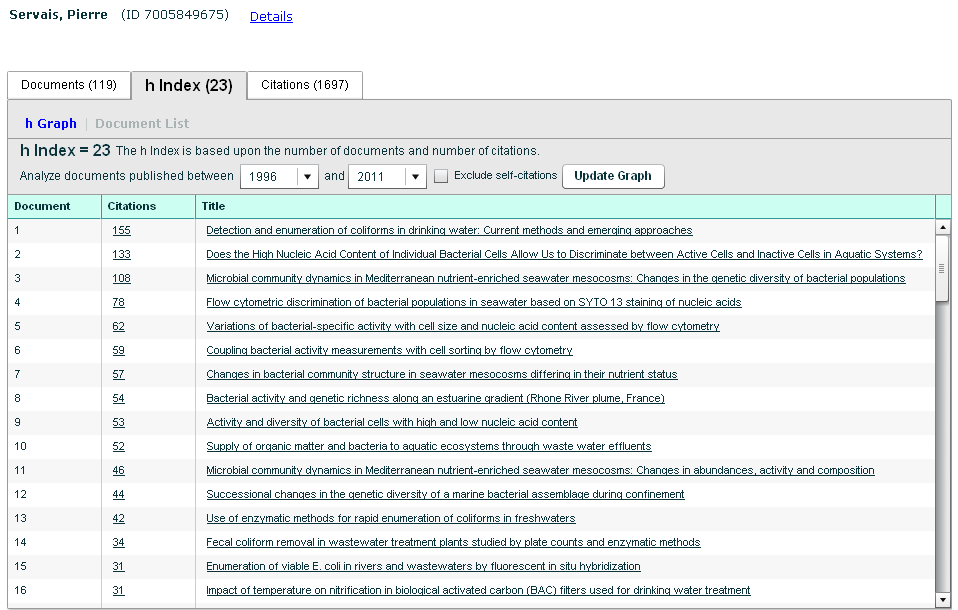 Servais, Pierre (ID 7005849675) Details
Documents (119) h Index (23) Citations (1697)
h Graph | Document List
h Index = 23 The h Index is based upon the number of documents and number of citations.
Analyze documents published between 1996 and 2011 Exclude self-citations Update Graph
Document Citations Title
1 155 Detection and enumeration of coliforms in drinking water: Current methods and emerging approaches
2 133 Does the High Nucleic Acid Content of Individual Bacterial Cells Allow Us to Discriminate between Active Cells and Inactive Cells in Aquatic Systems?
3 108 Microbial community dynamics in Mediterranean nutrient-enriched seawater mesocosms: Changes in the genetic diversity of bacterial populations
4 78 Flow cytometric discrimination of bacterial populations in seawater based on SYTO 13 staining of nucleic acids
5 62 Variations of bacterial-specific activity with cell size and nucleic acid content assessed by flow cytometry
6 59 Coupling bacterial activity measurements with cell sorting by flow cytometry
7 57 Changes in bacterial community structure in seawater mesocosms differing in their nutrient status
8 54 Bacterial activity and genetic richness along an estuarine gradient (Rhone River plume, France)
9 53 Activity and diversity of bacterial cells with high and low nucleic acid content
10 52 Supply of organic matter and bacteria to aquatic ecosystems through waste water effluents
11 46 Microbial community dynamics in Mediterranean nutrient-enriched seawater mesocosms: Changes in abundances, activity and composition
12 44 Successional changes in the genetic diversity of a marine bacterial assemblage during confinement
13 42 Use of enzymatic methods for rapid enumeration of coliforms in freshwaters
14 34 Fecal coliform removal in wastewater treatment plants studied by plate counts and enzymatic methods
15 31 Enumeration of viable E. coli in rivers and wastewaters by fluorescent in situ hybridization
16 31 Impact of temperature on nitrification in biological activated carbon (BAC) filters used for drinking water treatment